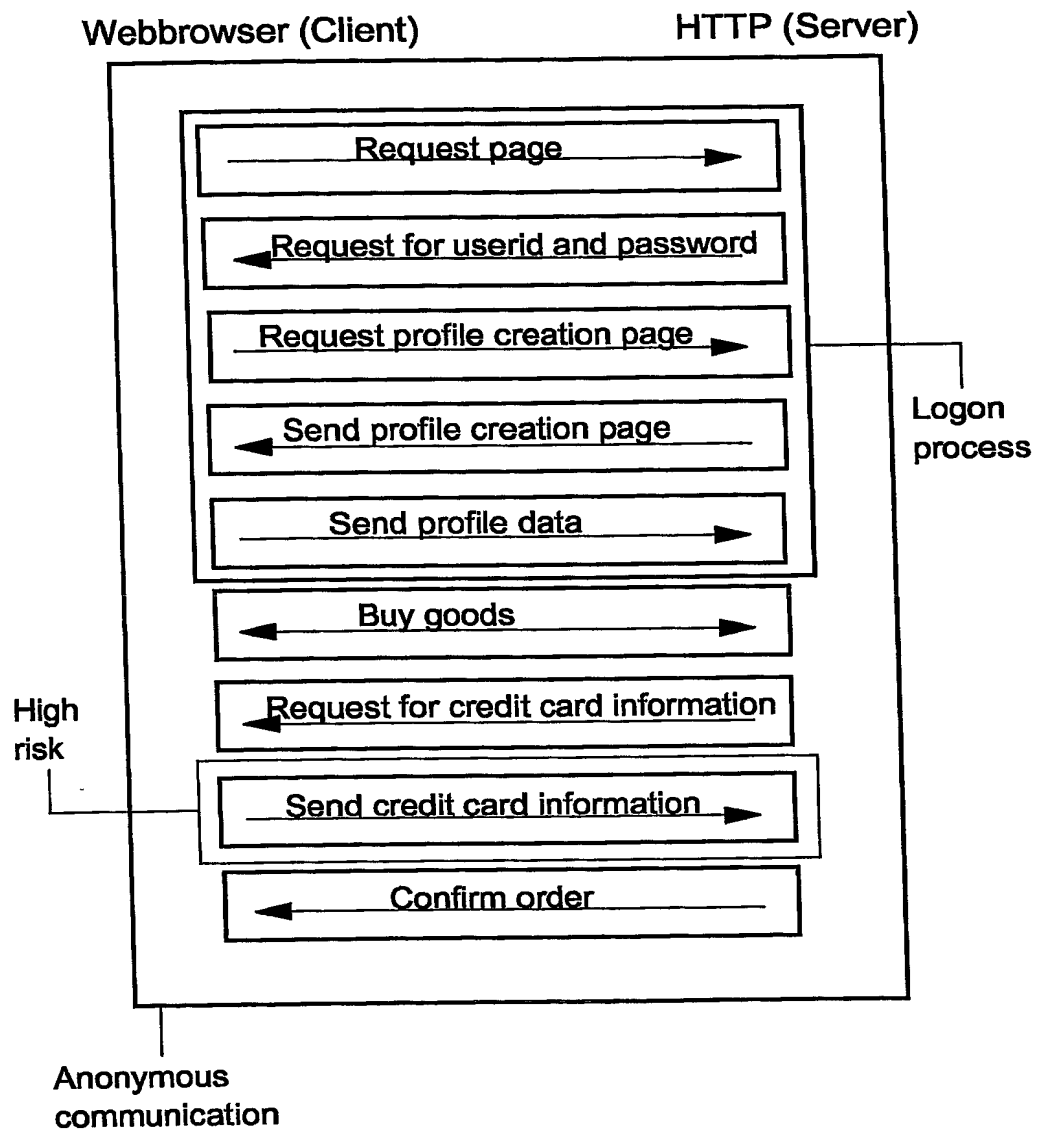 Webbrowser (Client)
HTTP (Server)
Request page
Request for userid and password
Request profile creation page
Send profile creation page
Logon
process
Send profile data
Buy goods
High
risk
Request for credit card information
Send credit card information
Confirm order
Anonymous
communication